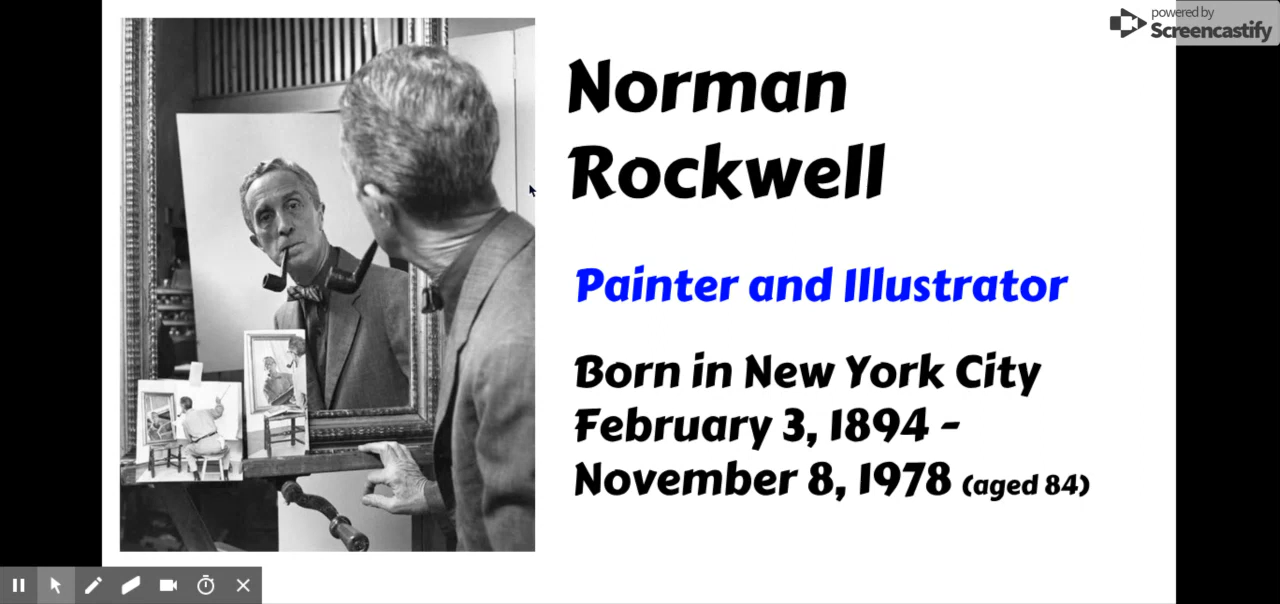 powered by
Screencastify
Norman
Rockwell
Painter and Illustrator
Born in New York City
February 3, 1894 -
November 8, 1978 (aged 84)